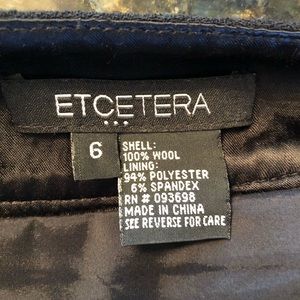 ETCETERA
6
SHELL:
100% WOOL
LINING:
94% POLYESTER
6% SPANDEX
RN # 093698
MADE IN CHINA
SEE REVERSE FOR CARE